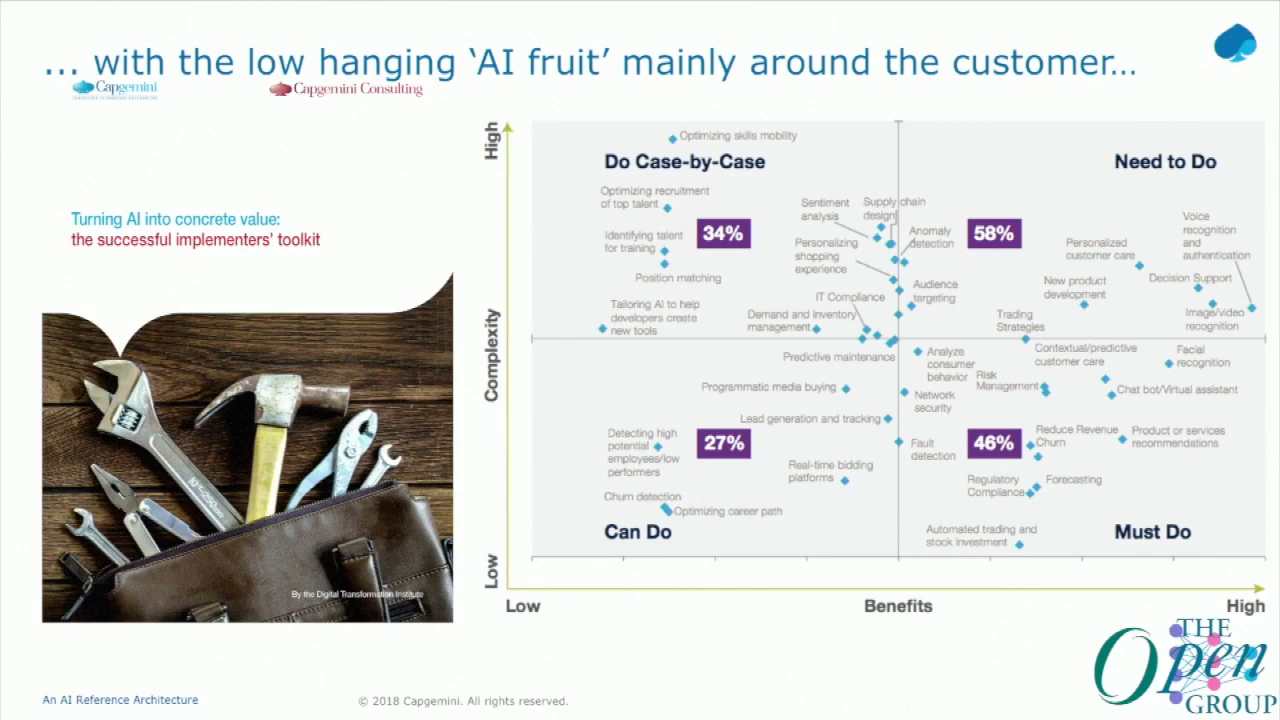 ... with the low hanging ‘AI fruit’ mainly around the customer...
Capgemini
Capgemini Consulting
Turning AI into concrete value:
the successful implementers' toolkit
By the Digital Transformation Institute
High
Complexity
Low
Optimizing skills mobility
Do Case-by-Case
Optimizing recruitment
of top talent
34%
Identifying talent
for training
Position matching
Tailoring AI to help
developers create
new tools
Sentiment
analysis
Supply chain
design
Personalizing
shopping
experience
IT Compliance
Demand and inventory
management
Need to Do
58%
Anomaly
detection
Audience
targeting
Personalized
customer care
Voice
recognition
and
authentication
New product
development
Decision Support
Trading
Strategies
Image/video
recognition
Predictive maintenance
Programmatic media buying
Lead generation and tracking
27%
Detecting high
potential
employees/low
performers
Real-time bidding
platforms
Churn detection
Optimizing career path
Can Do
Analyze
consumer
behavior
Risk
Management
Contextual/predictive
customer care
Facial
recognition
Chat bot/Virtual assistant
Network
security
Fault
detection
46%
Reduce Revenue
Churn
Product or services
recommendations
Regulatory
Compliance
Forecasting
Automated trading and
stock investment
Must Do
Low
Benefits
High
An AI Reference Architecture
© 2018 Capgemini. All rights reserved.
THE
Open
GROUP